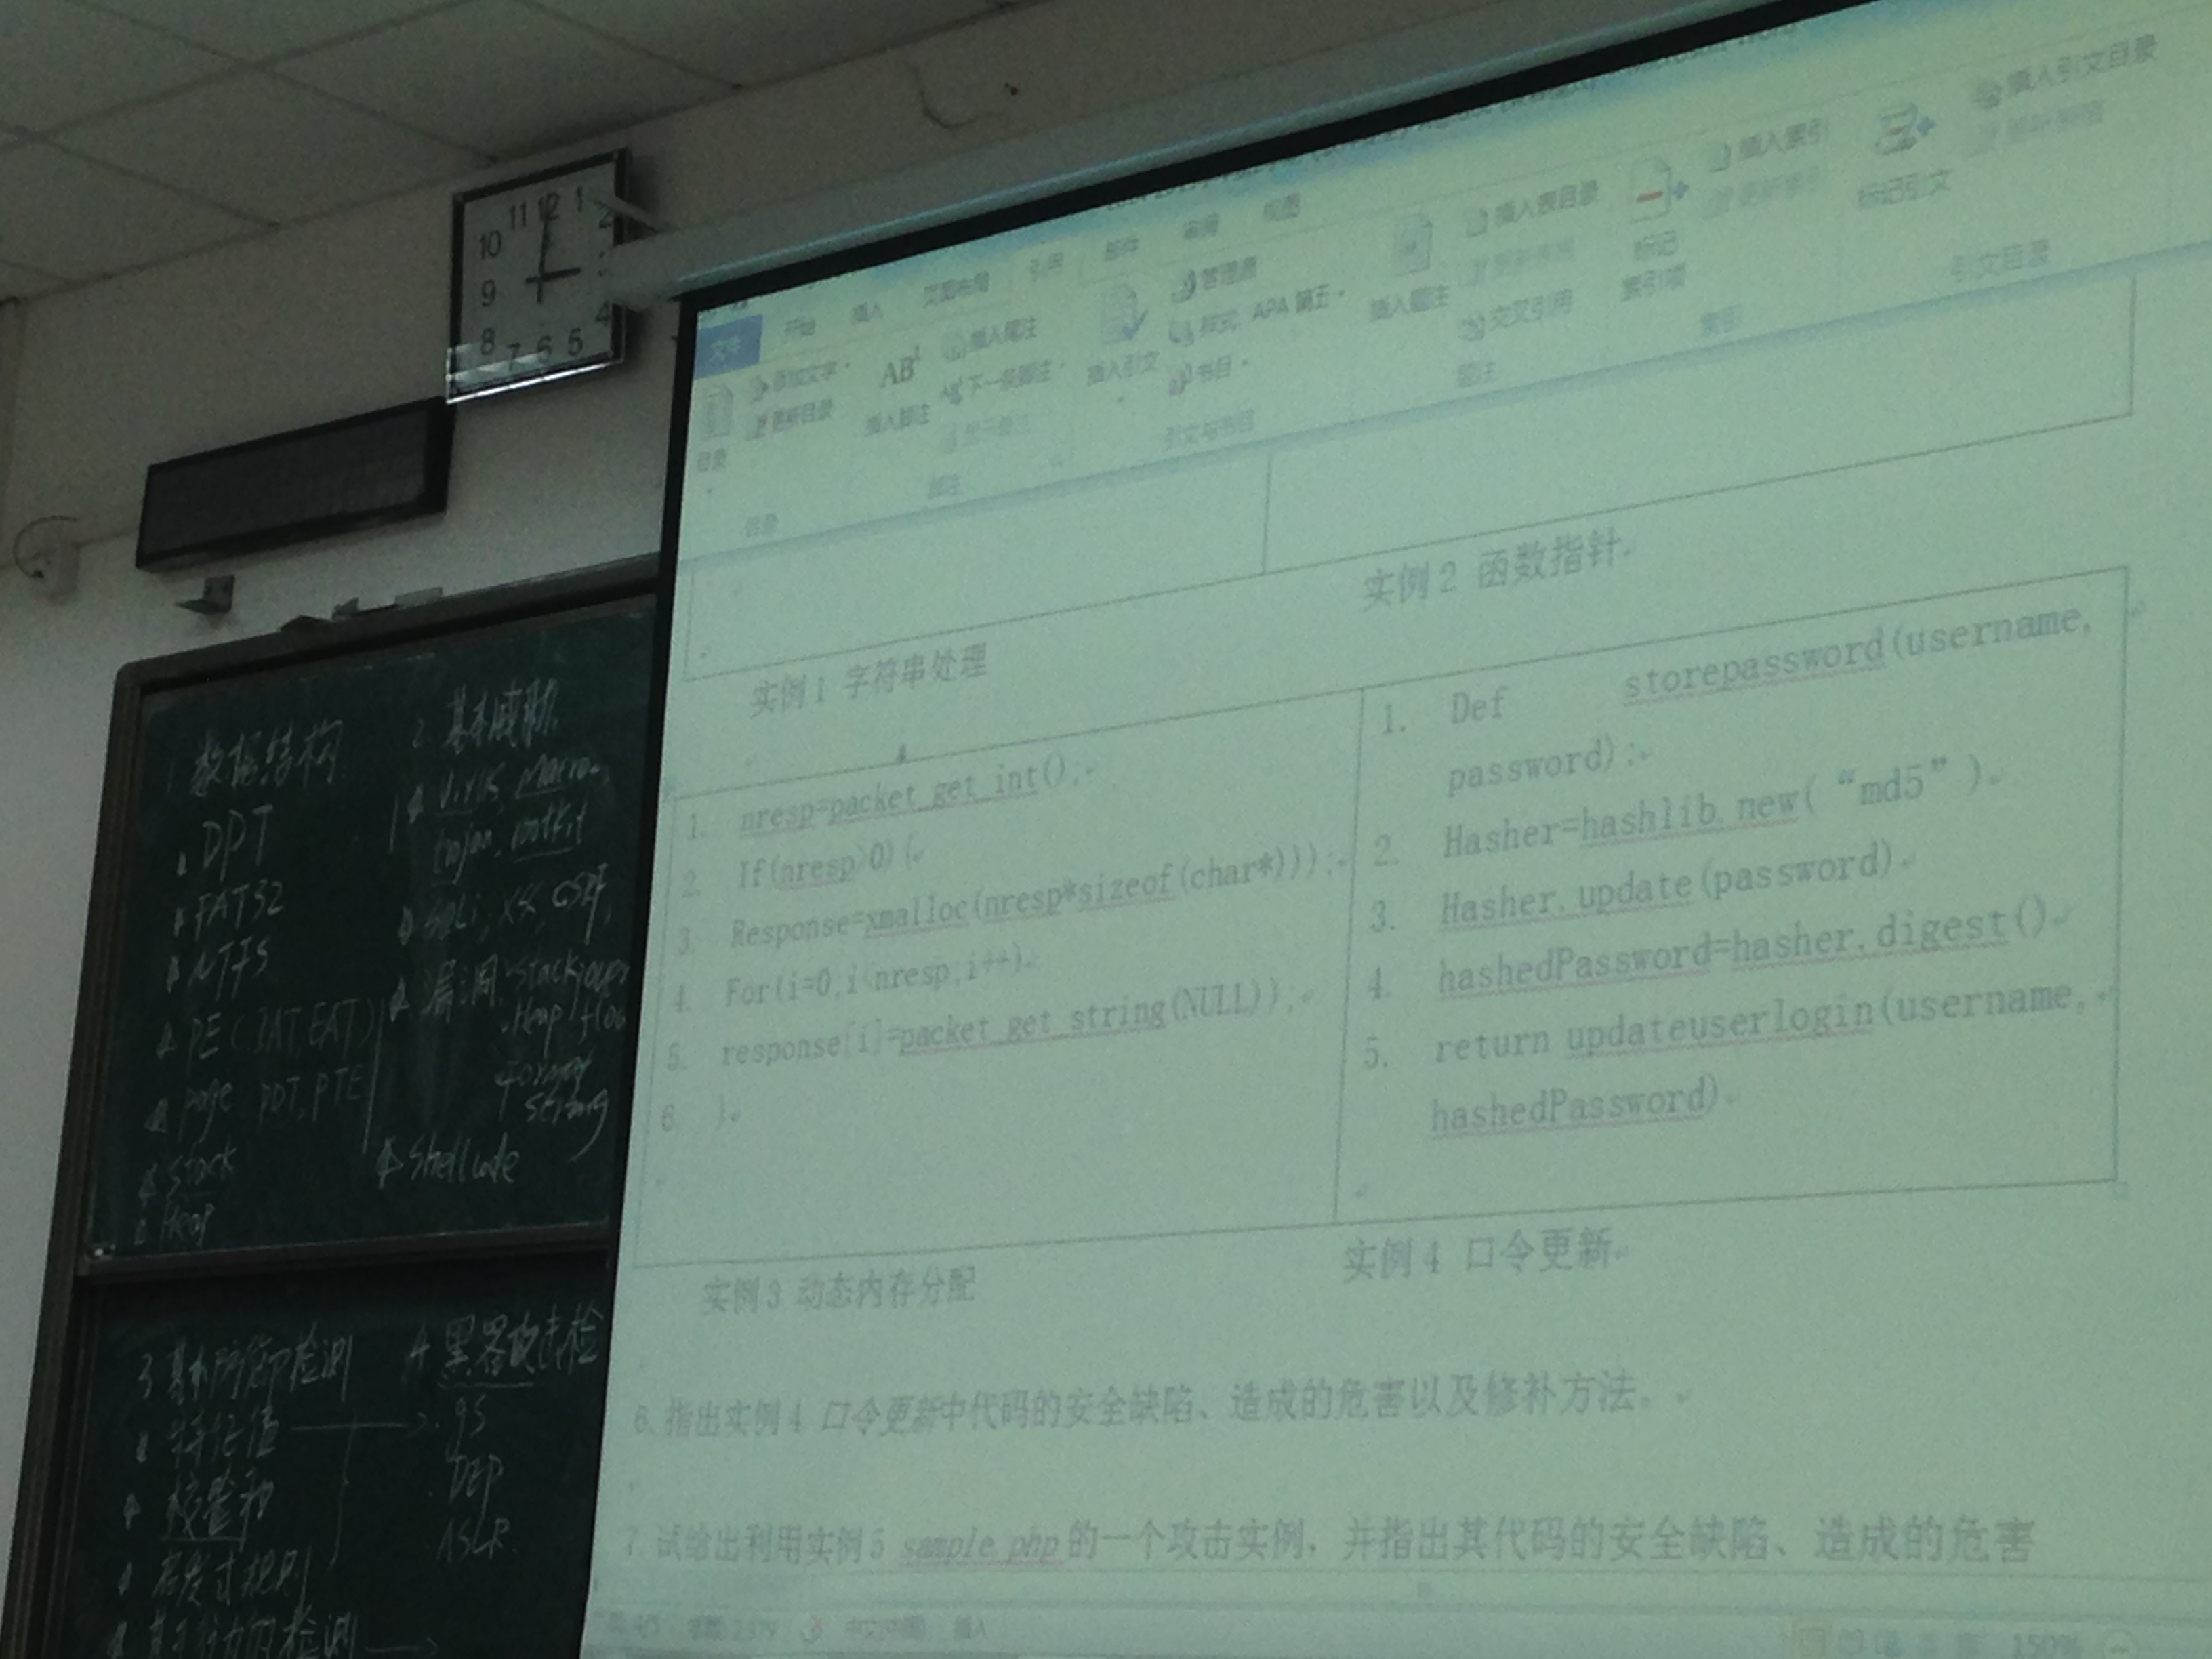 11 12 1
10
2
9
8
4
7 6 5
文件 开始 插入 页面布局 引用 邮件 审阅 视图
目录
添加文字
更新目录
目录
AB¹
插入脚注
插入尾注
下一条脚注
显示备注
脚注
插入引文
管理源
样式: APA 第五
书目
引文与书目
插入题注
插入表目录
更新表格
交叉引用
题注
标记
索引项
插入索引
更新索引
索引
标记引文
插入引文目录
引文目录
实例1 字符串处理
实例2 函数指针
1. nresp=packet_get_int();
2. If(nresp>0){
3. Response=xmalloc(nresp*sizeof(char*)));
4. For(i=0,i<nresp,i++).
5. response[i]=packet_get_string(NULL));
6. }
实例3 动态内存分配
1. Def storepassword(username,
password):
2. Hasher=hashlib.new( “md5” ).
3. Hasher.update(password)
4. hashedPassword=hasher.digest()
5. return updateuserlogin(username,
hashedPassword)
实例4 口令更新
6. 指出实例4 口令更新中代码的安全缺陷、造成的危害以及修补方法。
7. 试给出利用实例5 sample.php的一个攻击实例，并指出其代码的安全缺陷、造成的危害
中文(中国) 插入
150%
1 数据结构
DPT
FAT32
NTFS
PE (IAT,EAT)
page PDT, PTE
Stack
Heap
2. 基本威胁
Virus, Macro,
trojan, rootkit
SQLi, XSS, CSRF,
漏洞: Stack
Heap
Format
String
Shellcode
3 基本防御检测
特征值
校验和
启发式规则
4 黑客攻击检
GS
DEP
ASLR